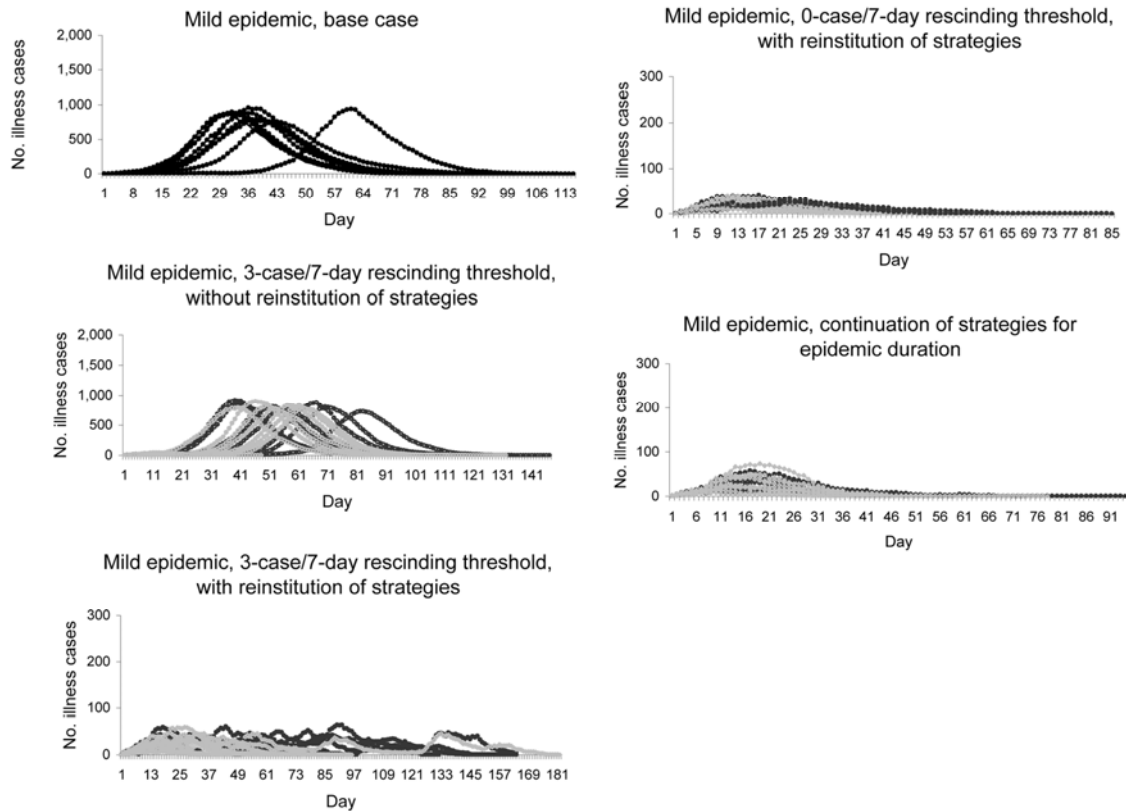 Mild epidemic, base case
No. illness cases
2,000
1,500
1,000
500
0
1 8 15 22 29 36 43 50 57 64 71 78 85 92 99 106 113
Day
Mild epidemic, 3-case/7-day rescinding threshold,
without reinstitution of strategies
No. illness cases
2,000
1,500
1,000
500
0
1 11 21 31 41 51 61 71 81 91 101 111 121 131 141
Day
Mild epidemic, 3-case/7-day rescinding threshold,
with reinstitution of strategies
No. illness cases
300
200
100
0
1 13 25 37 49 61 73 85 97 109 121 133 145 157 169 181
Day
Mild epidemic, 0-case/7-day rescinding threshold,
with reinstitution of strategies
No. illness cases
300
200
100
0
1 5 9 13 17 21 25 29 33 37 41 45 49 53 57 61 65 69 73 77 81 85
Day
Mild epidemic, continuation of strategies for
epidemic duration
No. illness cases
300
200
100
0
1 6 11 16 21 26 31 36 41 46 51 56 61 66 71 76 81 86 91
Day